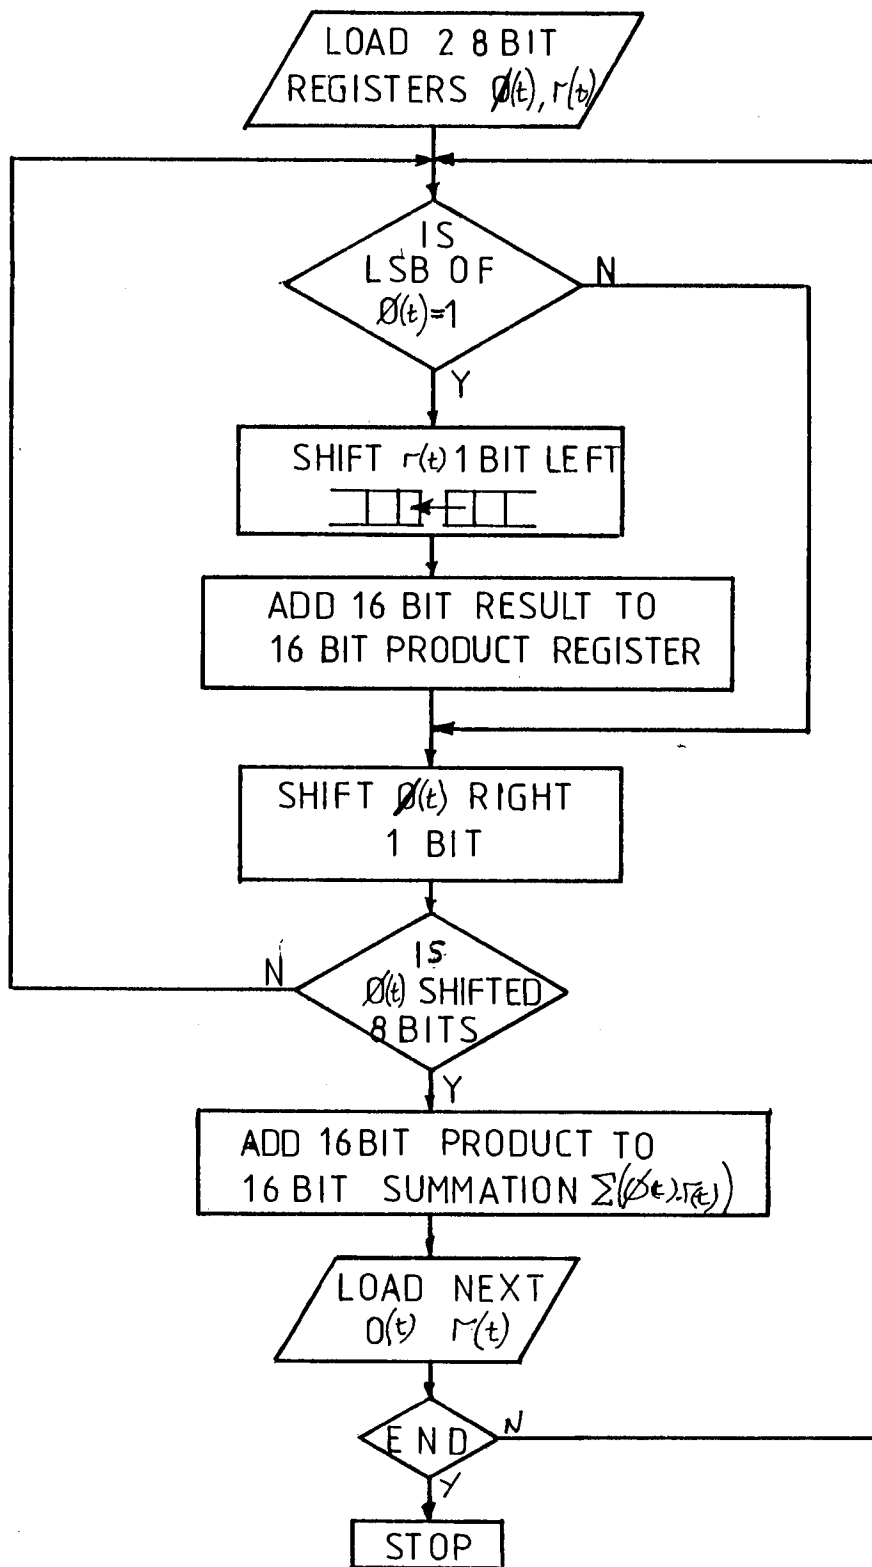 LOAD 2 8 BIT
REGISTERS Ø(t), r(t)
IS
LSB OF
Ø(t)=1
N
Y
SHIFT r(t) 1 BIT LEFT
ADD 16 BIT RESULT TO
16 BIT PRODUCT REGISTER
SHIFT Ø(t) RIGHT
1 BIT
IS
Ø(t) SHIFTED
8 BITS
N
Y
ADD 16 BIT PRODUCT TO
16 BIT SUMMATION Σ(Ø(t).r(t))
LOAD NEXT
0(t) r(t)
END
N
Y
STOP